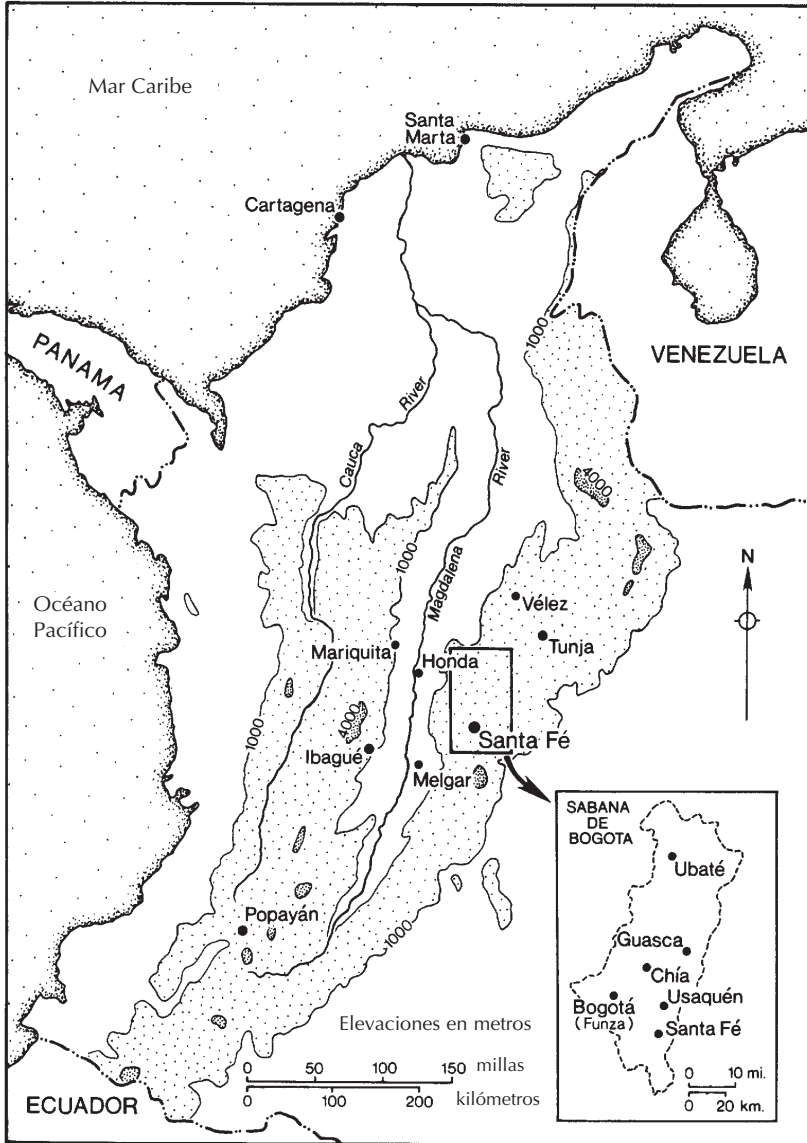 Mar Caribe
Santa
Marta
Cartagena
PANAMA
VENEZUELA
1000
Cauca
River
River
Magdalena
4000
1000
Océano
Pacífico
N
Vélez
Tunja
Mariquita
Honda
4000
1000
Santa Fé
Ibagué
Melgar
SABANA
DE
BOGOTA
Ubaté
Guasca
Chía
Usaquén
Bogotá
(Funza)
Santa Fé
0 10 mi.
0 20 km.
Popayán
1000
Elevaciones en metros
0 50 100 150 millas
0 100 200 kilómetros
ECUADOR